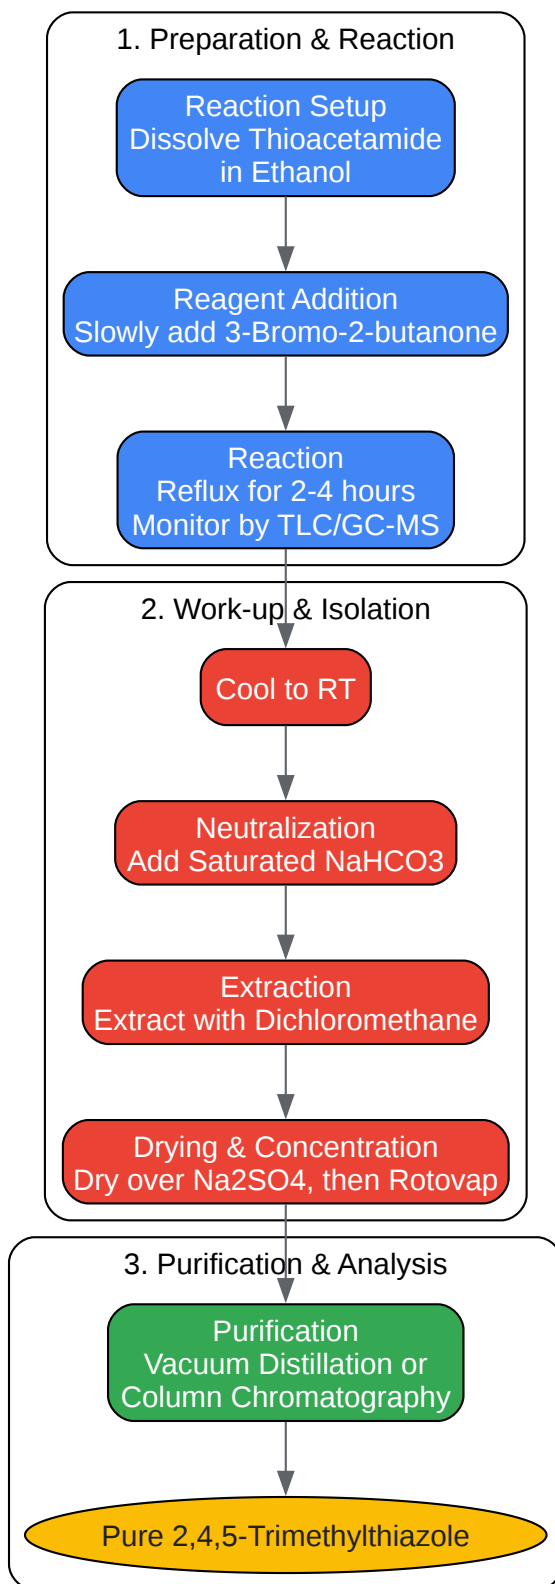 1. Preparation & Reaction
Reaction Setup
Dissolve Thioacetamide
in Ethanol
Reagent Addition
Slowly add 3-Bromo-2-butanone
Reaction
Reflux for 2-4 hours
Monitor by TLC/GC-MS
2. Work-up & Isolation
Cool to RT
Neutralization
Add Saturated NaHCO3
Extraction
Extract with Dichloromethane
Drying & Concentration
Dry over Na2SO4, then Rotovap
3. Purification & Analysis
Purification
Vacuum Distillation or
Column Chromatography
Pure 2,4,5-Trimethylthiazole